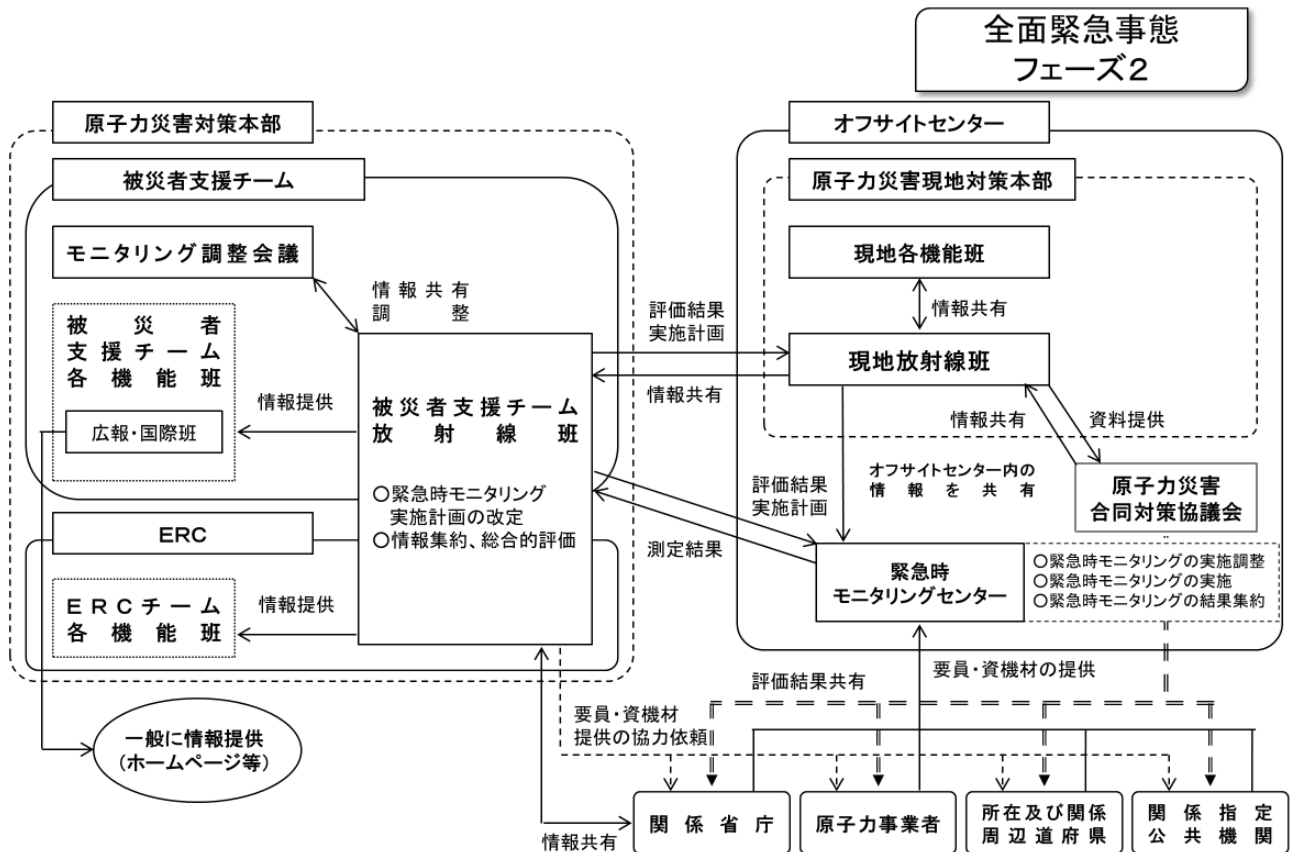 全面緊急事態
フェーズ2
原子力災害対策本部
被災者支援チーム
モニタリング調整会議
情報共有
調整
被災者
支援チーム
各機能班
広報・国際班
情報提供
被災者支援チーム
放射線班
○緊急時モニタリング
実施計画の改定
○情報集約、総合的評価
ERC
ERCチーム
各機能班
情報提供
一般に情報提供
(ホームページ等)
評価結果
実施計画
情報共有
評価結果
実施計画
測定結果
オフサイトセンター
原子力災害現地対策本部
現地各機能班
情報共有
現地放射線班
情報共有
資料提供
オフサイトセンター内の
情報を共有
原子力災害
合同対策協議会
緊急時
モニタリングセンター
○緊急時モニタリングの実施調整
○緊急時モニタリングの実施
○緊急時モニタリングの結果集約
要員・資機材の提供
評価結果共有
要員・資機材
提供の協力依頼
情報共有
関係省庁
原子力事業者
所在及び関係
周辺道府県
関係指定
公共機関